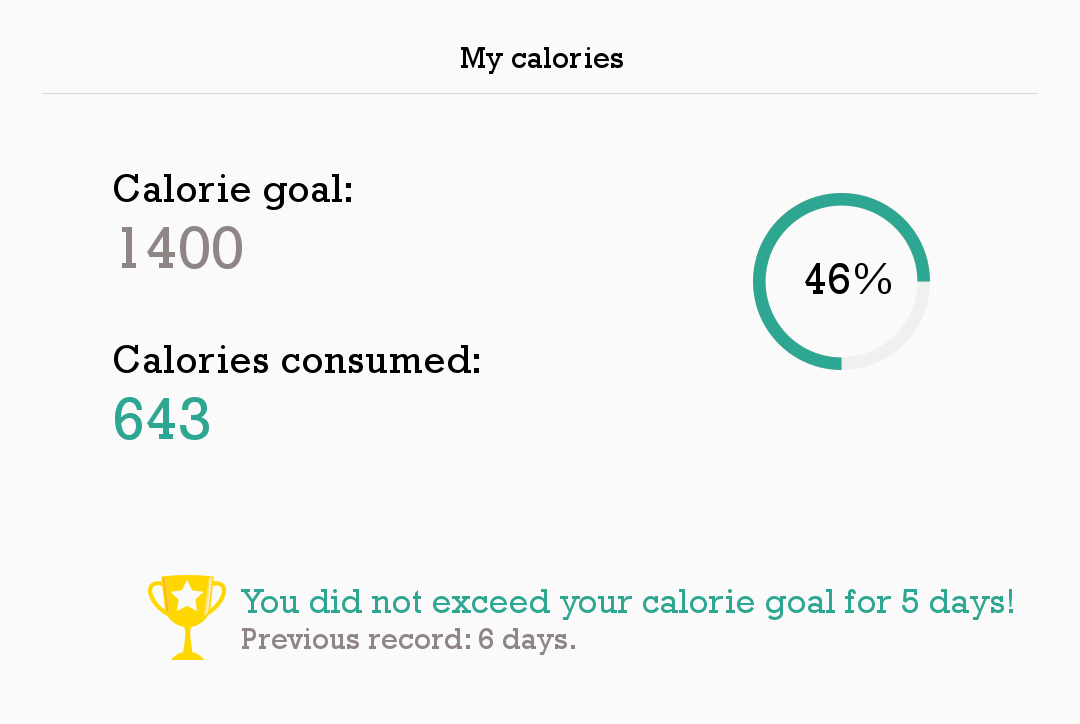 My calories
Calorie goal:
1400
46%
Calories consumed:
643
You did not exceed your calorie goal for 5 days!
Previous record: 6 days.